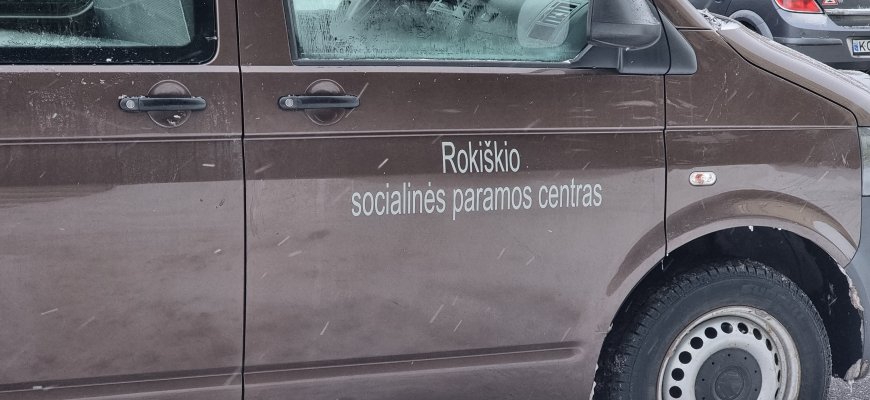 Rokiškio
socialinės paramos centras